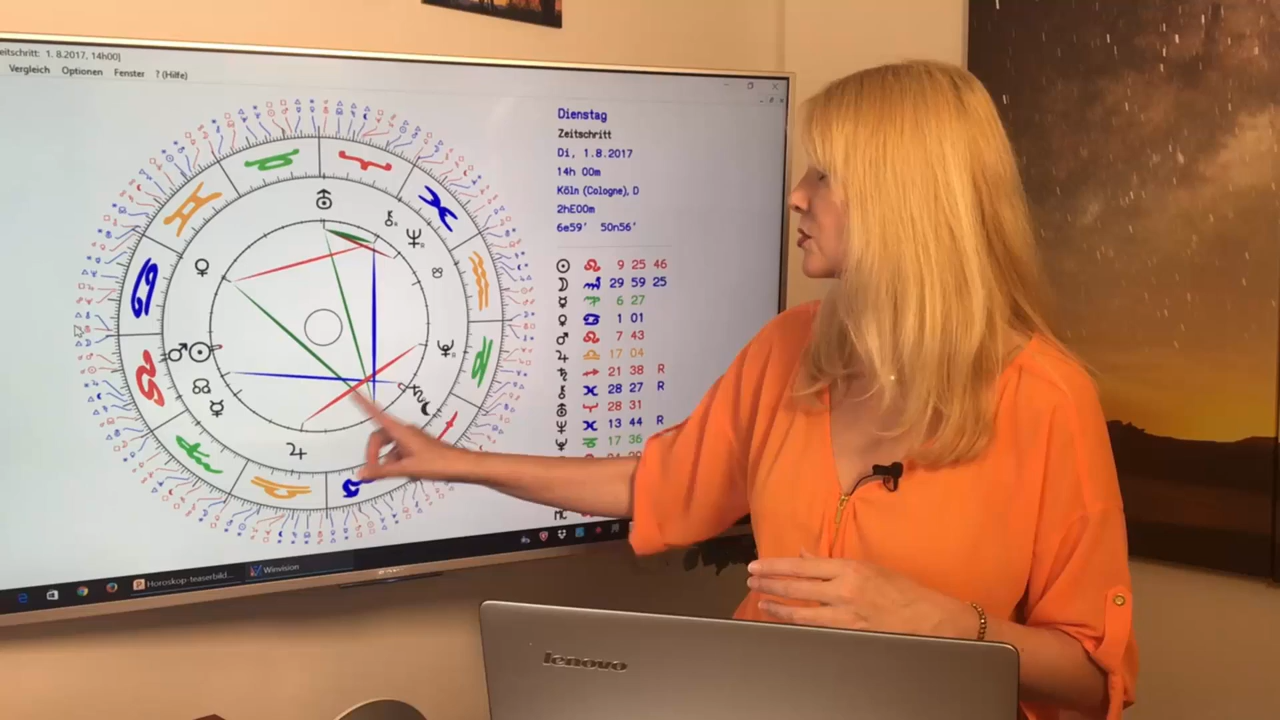 eitschritt: 1. 8.2017, 14h00]
Vergleich Optionen Fenster ? (Hilfe)
Dienstag
Zeitschritt
Di, 1.8.2017
14h 00m
Köln (Cologne), D
2hE00m
6e59' 50n56'
9 25 46
29 59 25
6 27
1 01
7 43
17 04
21 38 R
28 27 R
28 31
13 44 R
17 36
MC
Horoskop-teaserbild...
Winvision
lenovo